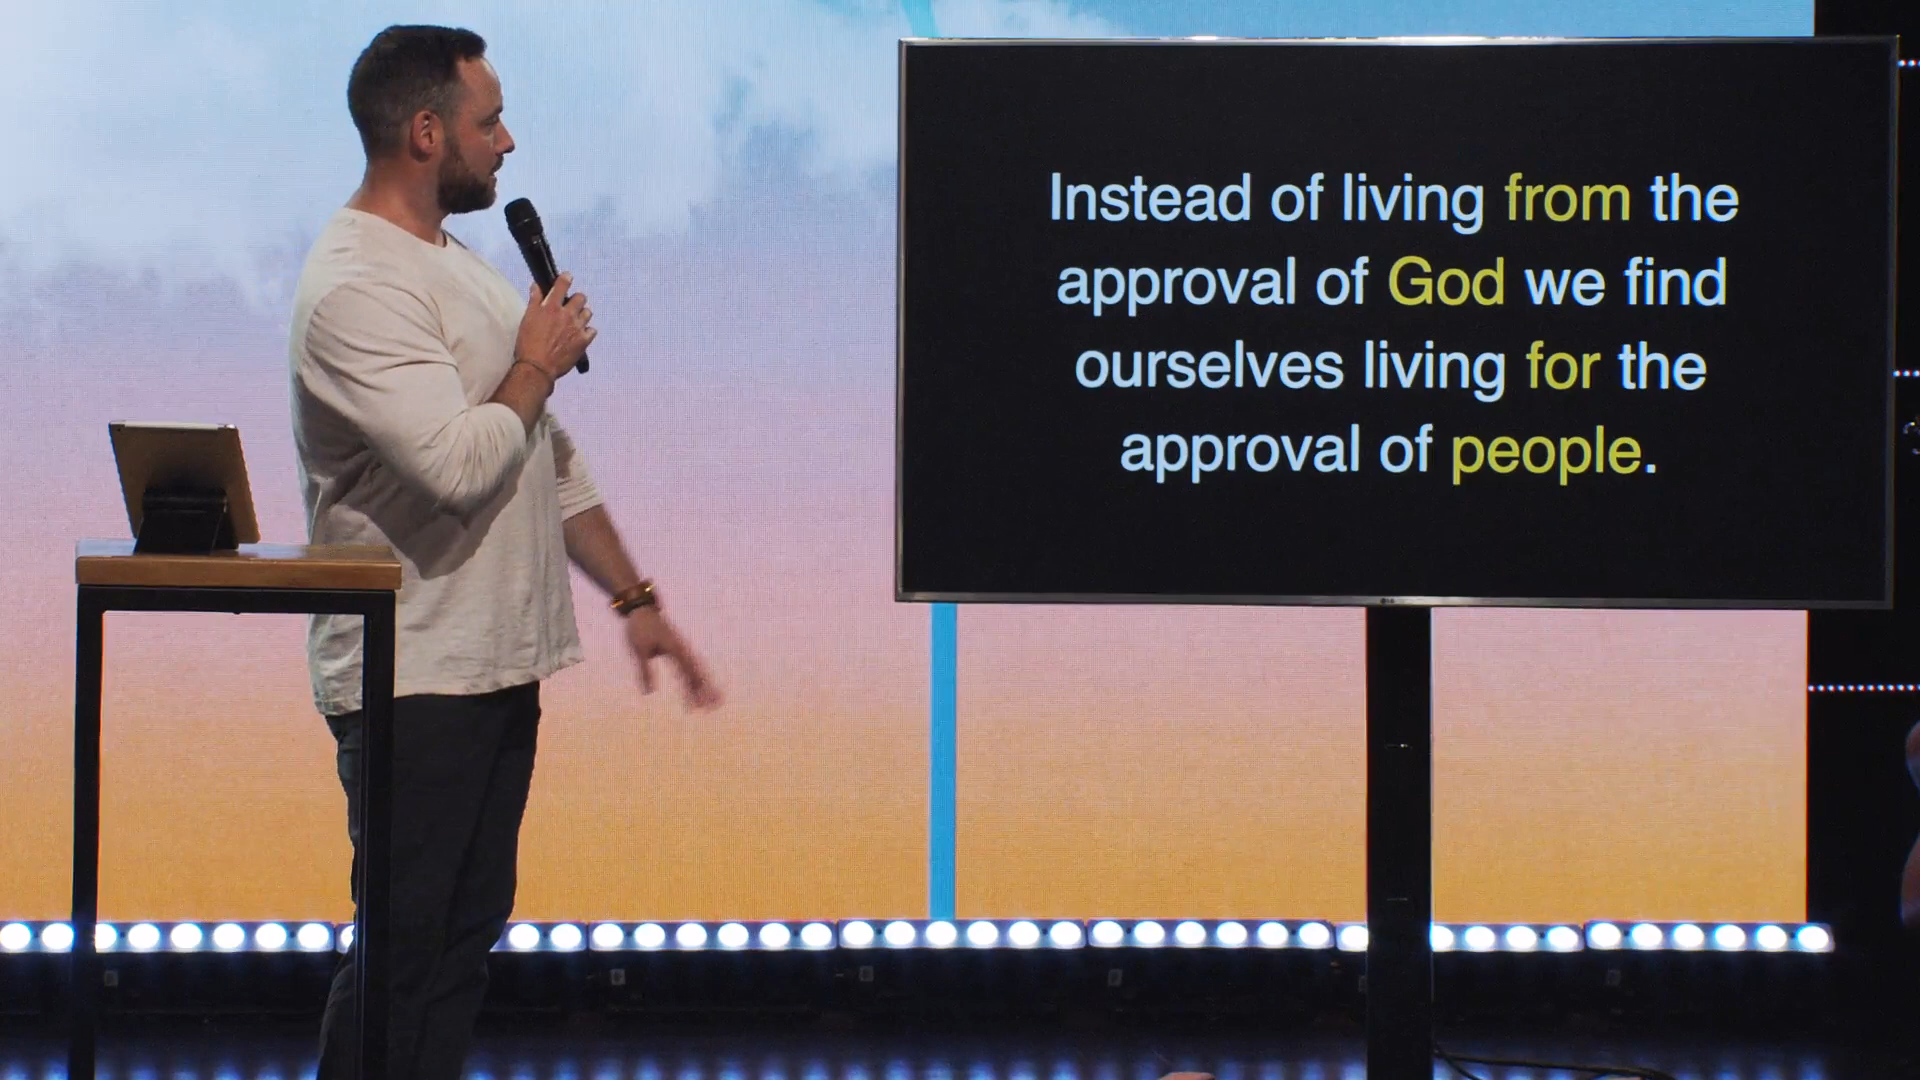 Instead of living from the
approval of God we find
ourselves living for the
approval of people.